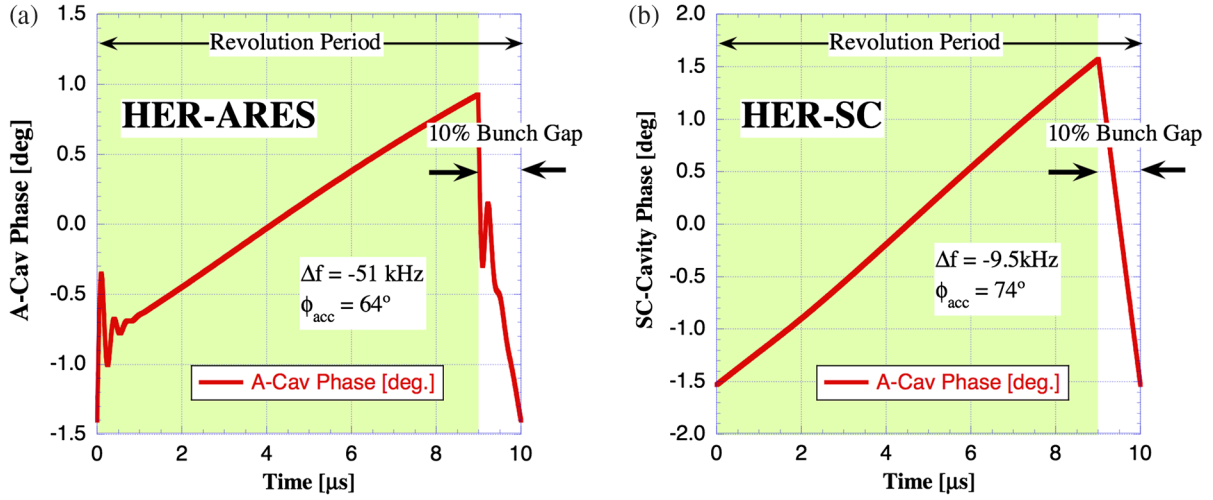 (a)
1.5
1.0
0.5
0.0
-0.5
-1.0
-1.5
A-Cav Phase [deg]
Revolution Period
HER-ARES
10% Bunch Gap
Δf = -51 kHz
ϕacc = 64º
A-Cav Phase [deg.]
0 2 4 6 8 10
Time [μs]
(b)
2.0
1.5
1.0
0.5
0.0
-0.5
-1.0
-1.5
-2.0
SC-Cavity Phase [deg]
Revolution Period
HER-SC
10% Bunch Gap
Δf = -9.5kHz
ϕacc = 74º
A-Cav Phase [deg.]
0 2 4 6 8 10
Time [μs]